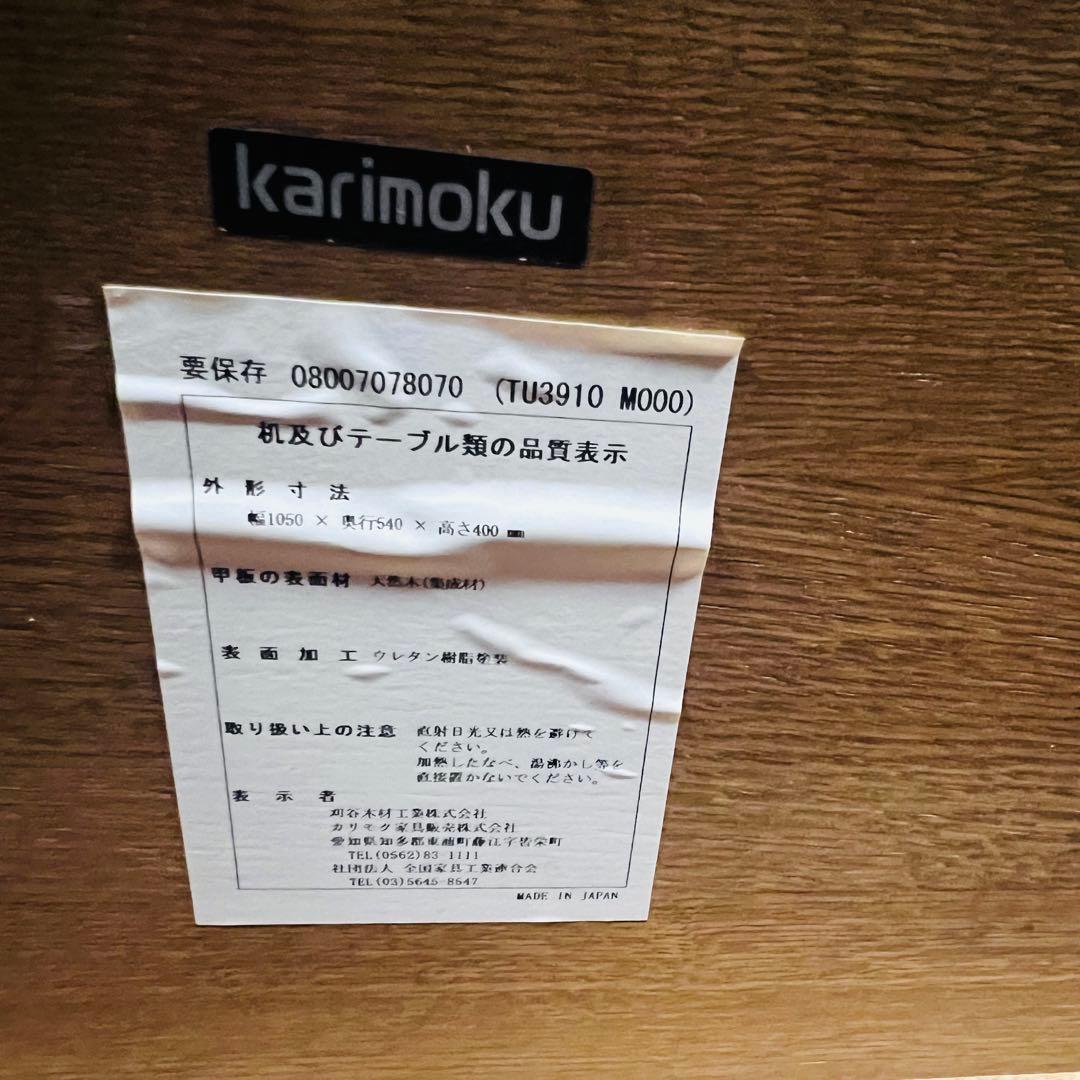 karimoku
要保存 08007078070 (TU3910 M000)
机及びテーブル類の品質表示
外形寸法
幅1050 × 奥行540 × 高さ400 mm
甲板の表面材 天然木(集成材)
表面加工 ウレタン樹脂塗装
取り扱い上の注意 直射日光又は熱を避けて
ください。
加熱したなべ、湯沸かし等を
直接置かないでください。
表示者
刈谷木材工業株式会社
カリモク家具販売株式会社
愛知県知多郡東浦町藤江字皆栄町
TEL(0562)83 1111
社団法人 全国家具工業連合会
TEL(03)5645-8647
MADE IN JAPAN